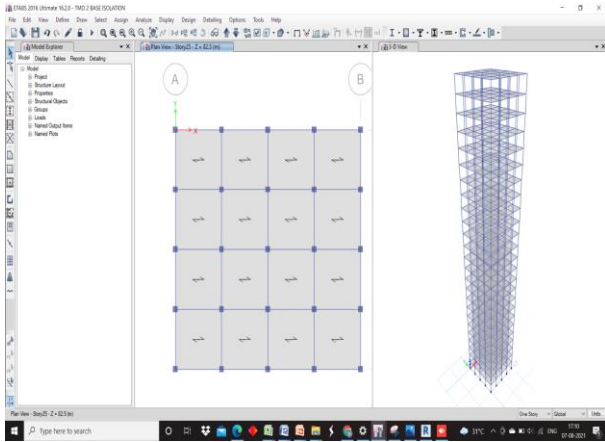 ETABS 2016 Ultimate 16.2.0 - TMD 2 BASE ISOLATION
File Edit View Define Draw Select Assign Analyze Display Design Detailing Options Tools Help
Model Explorer
Plan View - Story25 - Z = 82.5 (m)
3-D View
Model Display Tables Reports Detailing
Model
Project
Structure Layout
Properties
Structural Objects
Groups
Loads
Named Output Items
Named Plots
A
B
Y
X
Plan View - Story25 - Z = 82.5 (m)
One Story
Global
Units...
Type here to search
31°C
ENG
17:10
07-08-2021